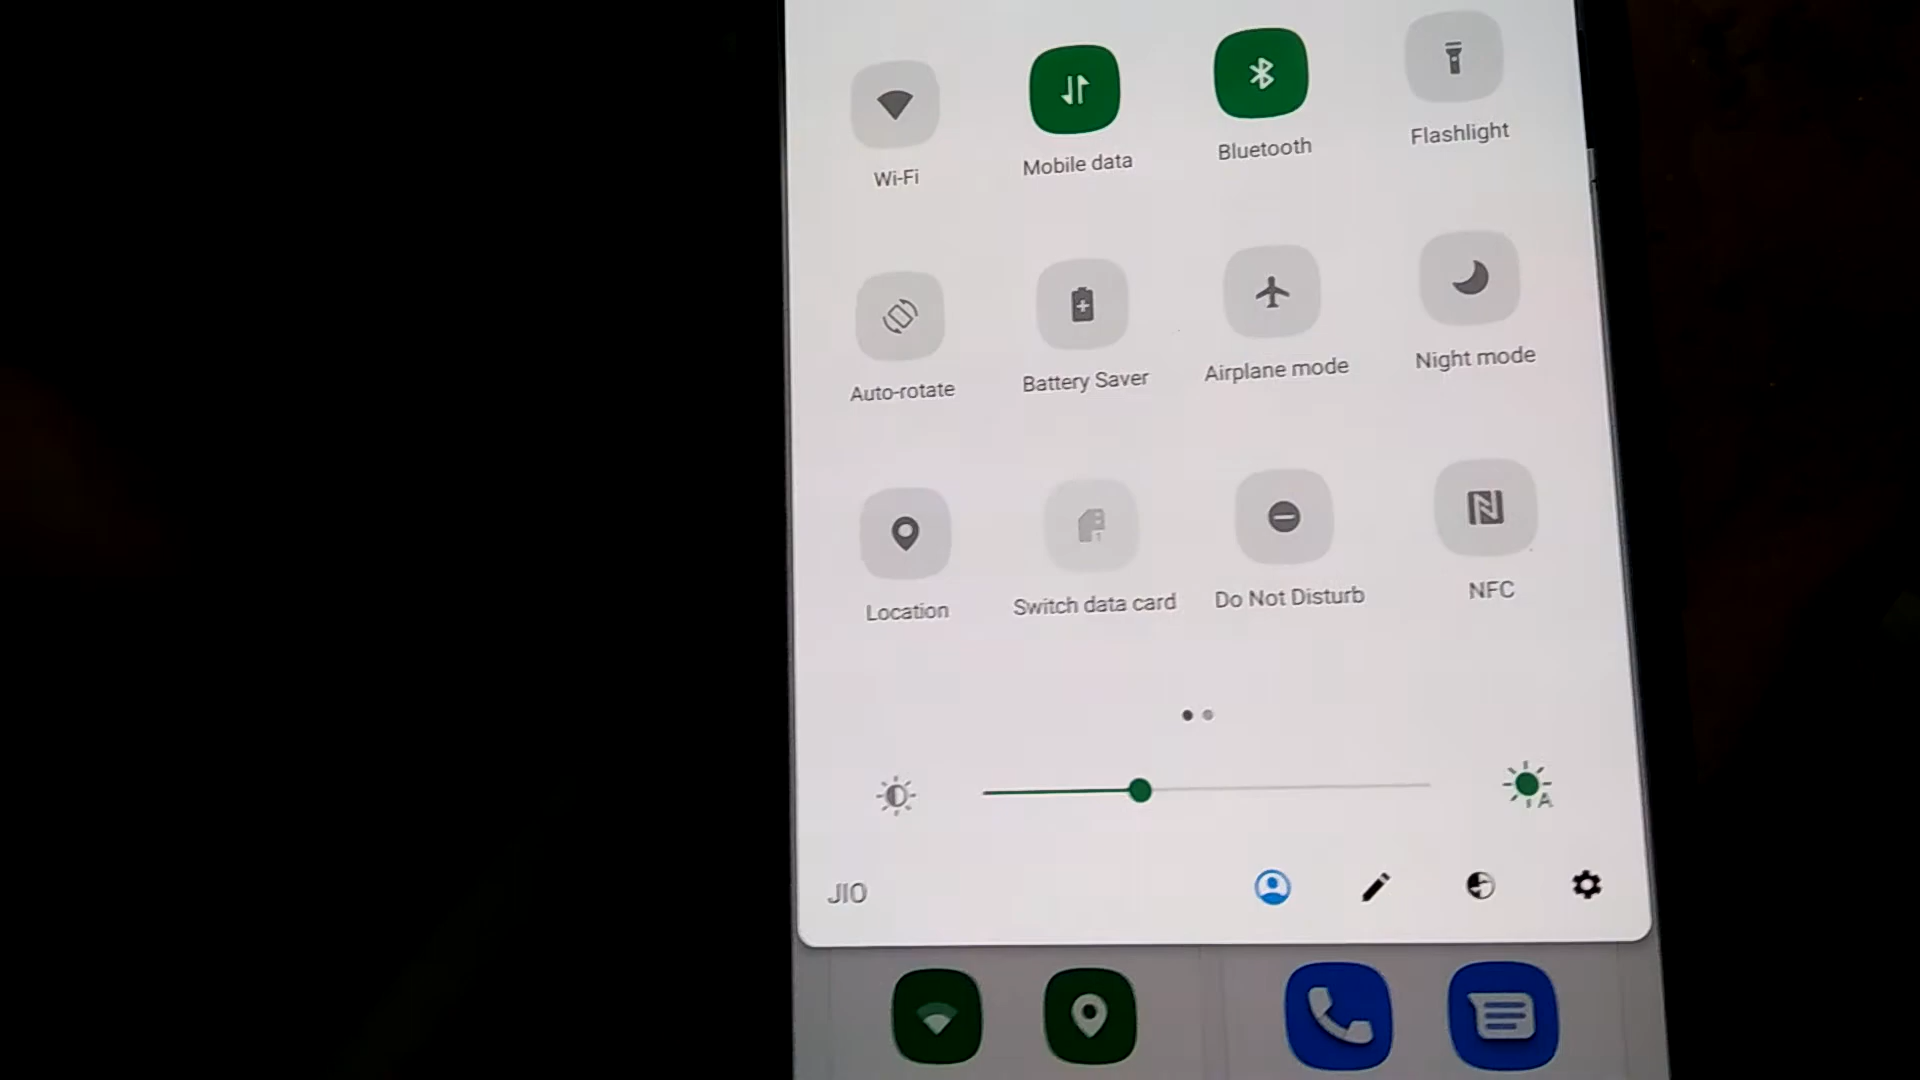 Wi-Fi
Mobile data
Bluetooth
Flashlight
Auto-rotate
Battery Saver
Airplane mode
Night mode
Location
Switch data card
Do Not Disturb
NFC
A
JIO